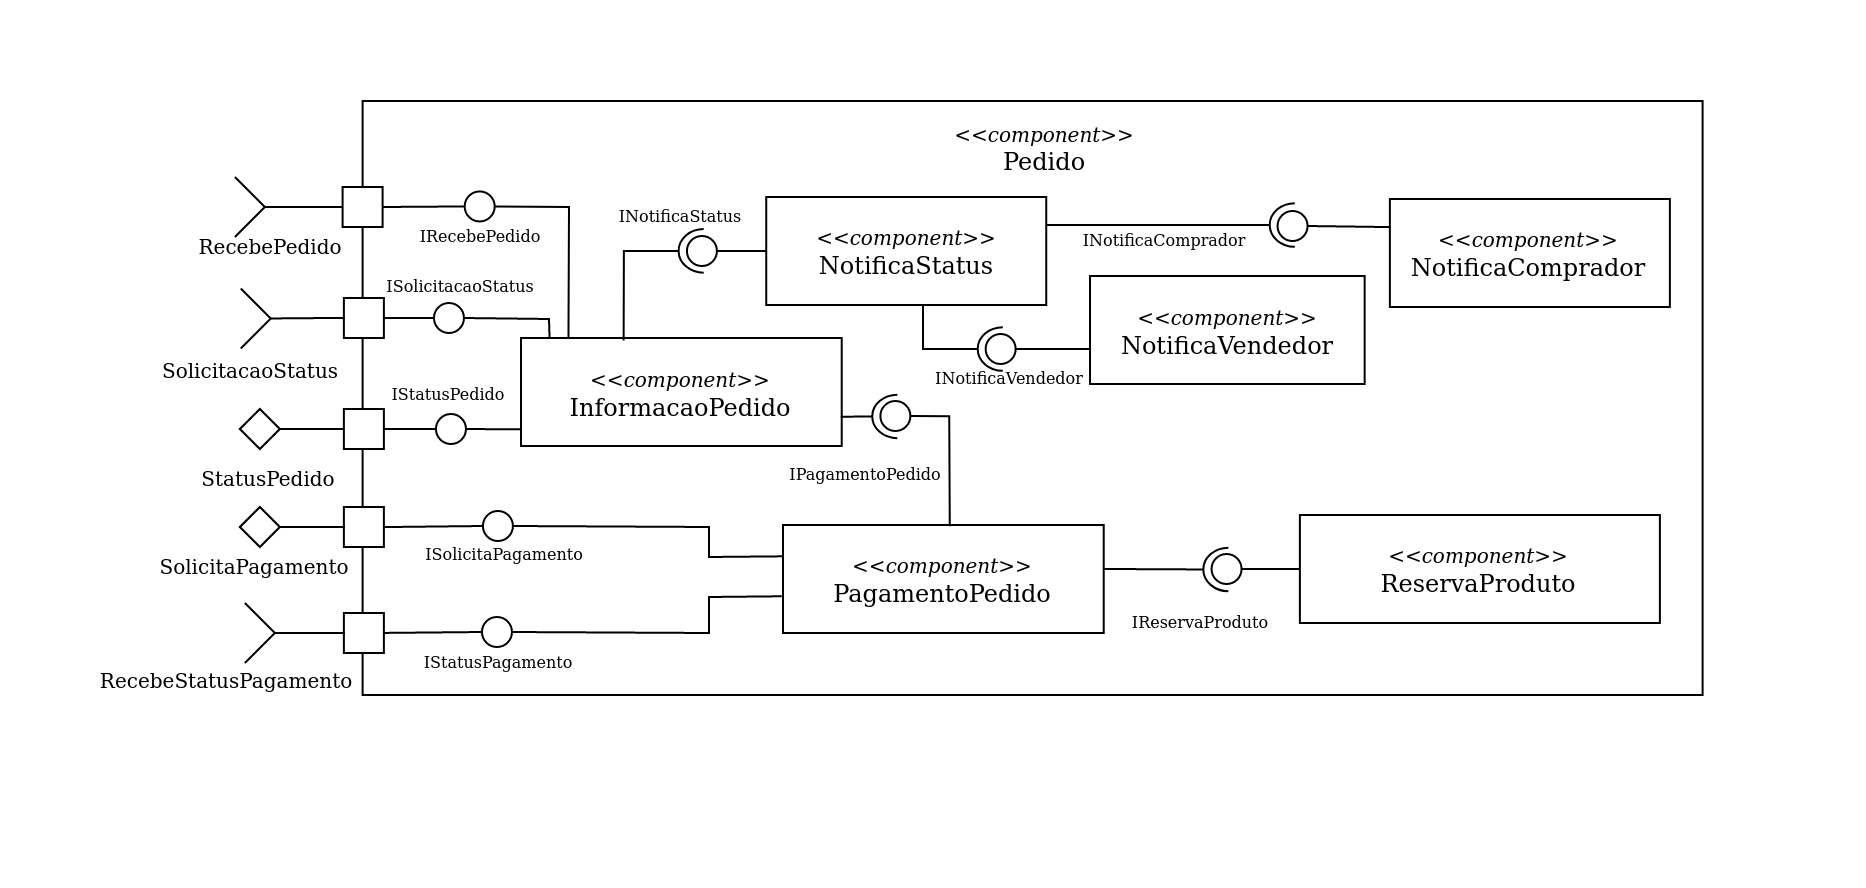 <<component>>
Pedido
RecebePedido
IRecebePedido
INotificaStatus
<<component>>
NotificaStatus
INotificaComprador
<<component>>
NotificaComprador
ISolicitacaoStatus
SolicitacaoStatus
<<component>>
NotificaVendedor
INotificaVendedor
IStatusPedido
<<component>>
InformacaoPedido
StatusPedido
IPagamentoPedido
SolicitaPagamento
ISolicitaPagamento
<<component>>
PagamentoPedido
<<component>>
ReservaProduto
IReservaProduto
IStatusPagamento
RecebeStatusPagamento